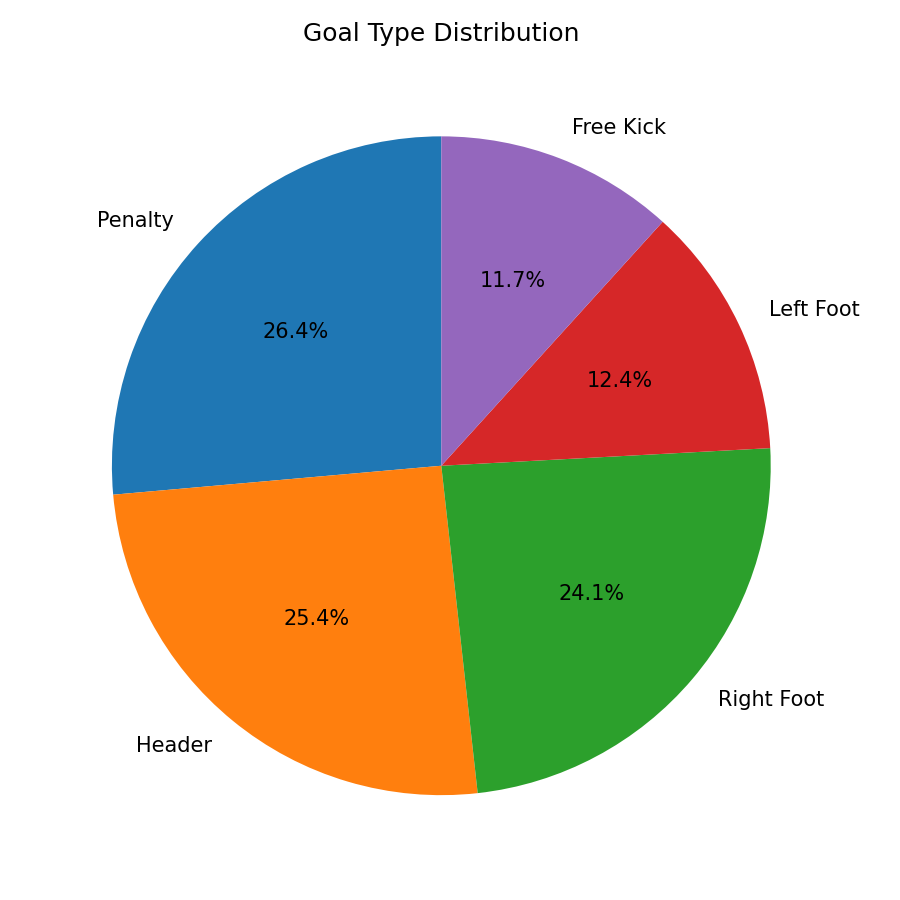 Goal Type Distribution
Free Kick
Penalty
11.7%
Left Foot
26.4%
12.4%
24.1%
25.4%
Right Foot
Header